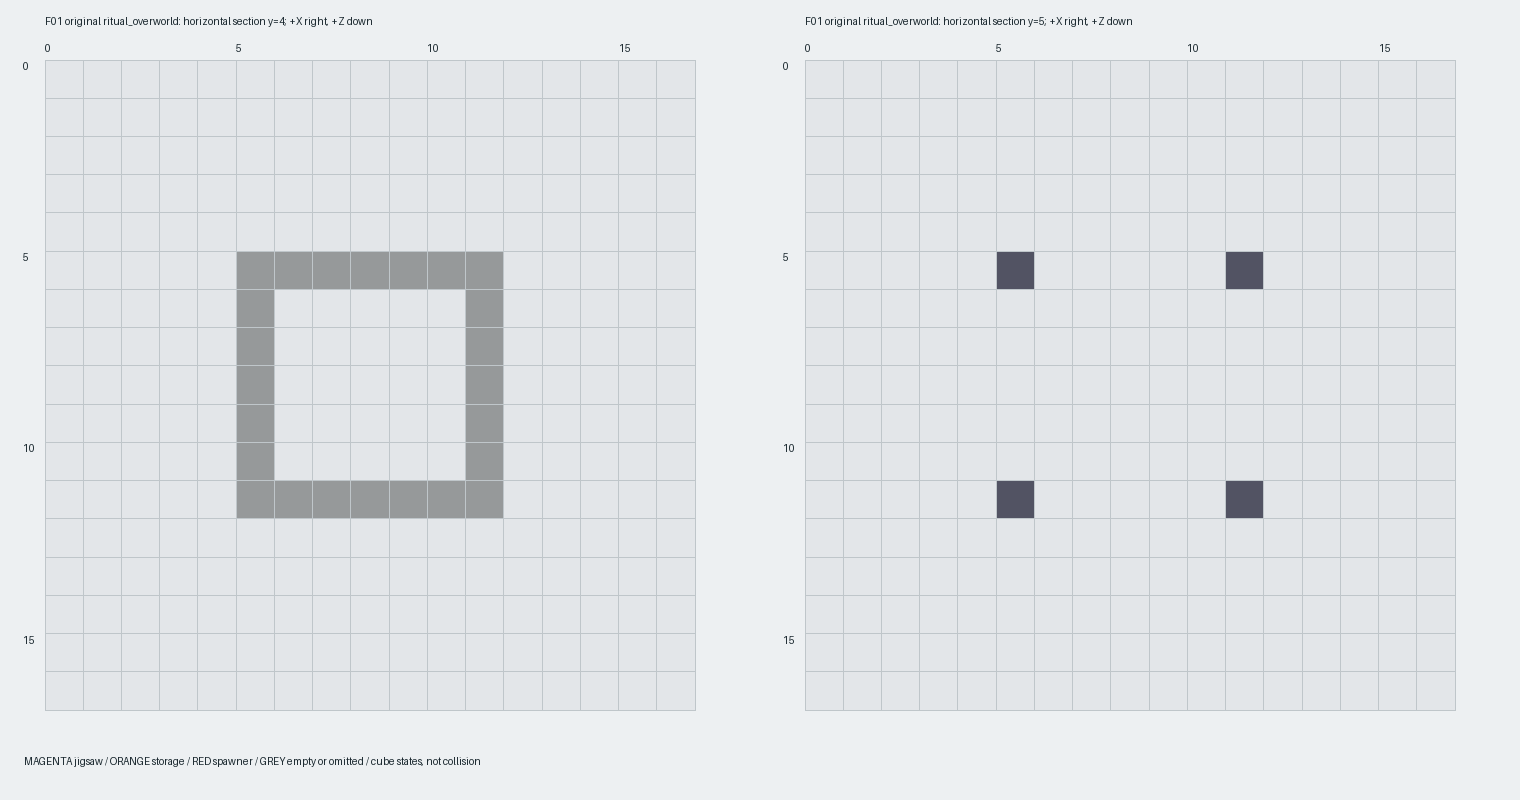 F01 original ritual_overworld: horizontal section y=4; +X right, +Z down
0 5 10 15
0
5
10
15
F01 original ritual_overworld: horizontal section y=5; +X right, +Z down
0 5 10 15
0
5
10
15
MAGENTA jigsaw / ORANGE storage / RED spawner / GREY empty or omitted / cube states, not collision